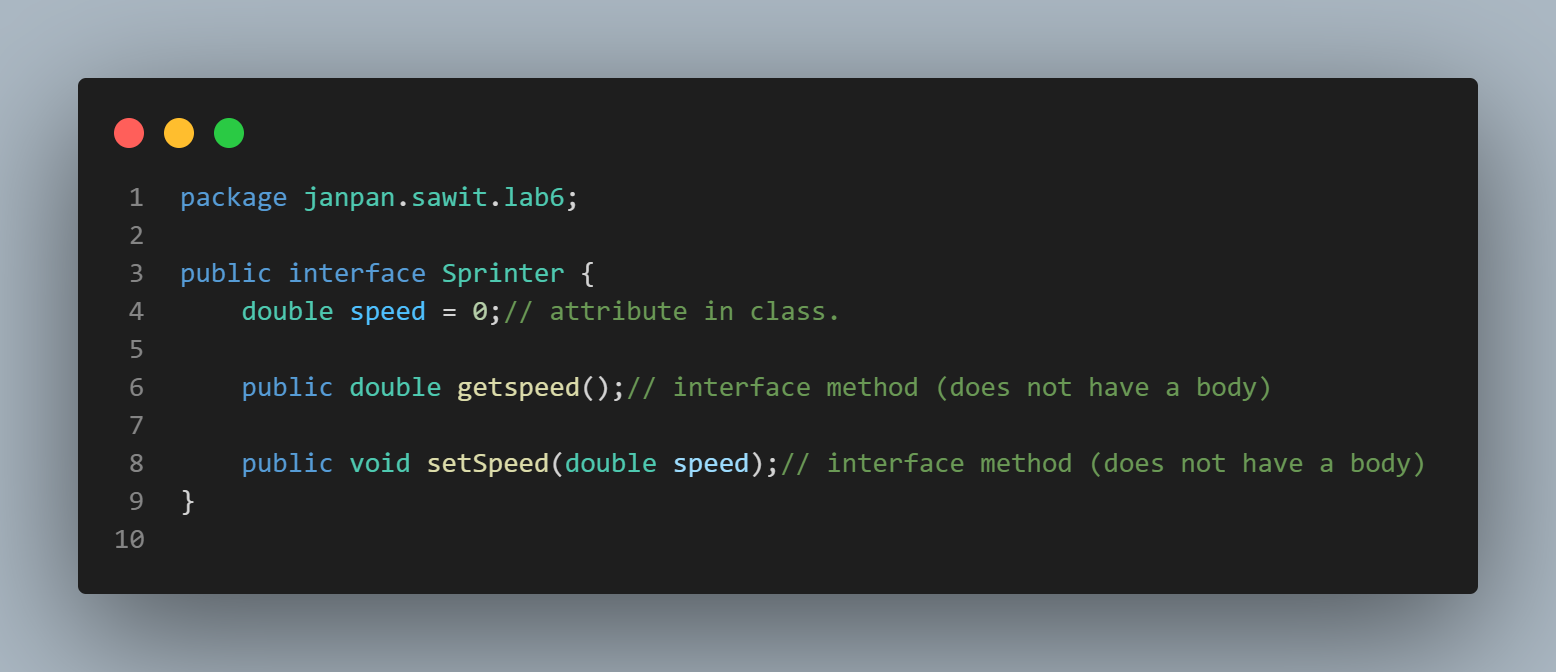 1 package janpan.sawit.lab6;
2
3 public interface Sprinter {
4     double speed = 0;// attribute in class.
5
6     public double getspeed();// interface method (does not have a body)
7
8     public void setSpeed(double speed);// interface method (does not have a body)
9 }
10